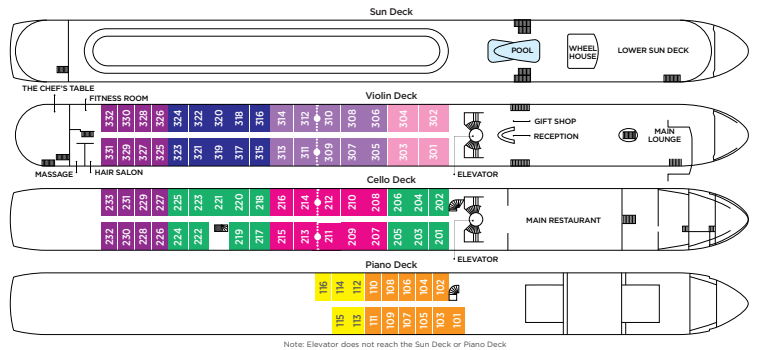 Sun Deck
POOL
WHEEL
HOUSE
LOWER SUN DECK
THE CHEF'S TABLE
Violin Deck
FITNESS ROOM
332 330 328 326 324 322 320 318 316 314 312 310 308 306 304 302
GIFT SHOP
RECEPTION
MAIN
LOUNGE
331 329 327 325 323 321 319 317 315 313 311 309 307 305 303 301
MASSAGE
HAIR SALON
ELEVATOR
Cello Deck
233 231 229 227 225 223 221 220 218 216 214 212 210 208 206 204 202
MAIN RESTAURANT
232 230 228 226 224 222 219 217 215 213 211 209 207 205 203 201
ELEVATOR
Piano Deck
116 114 112 110 108 106 104 102
115 113 111 109 107 105 103 101
Note: Elevator does not reach the Sun Deck or Piano Deck